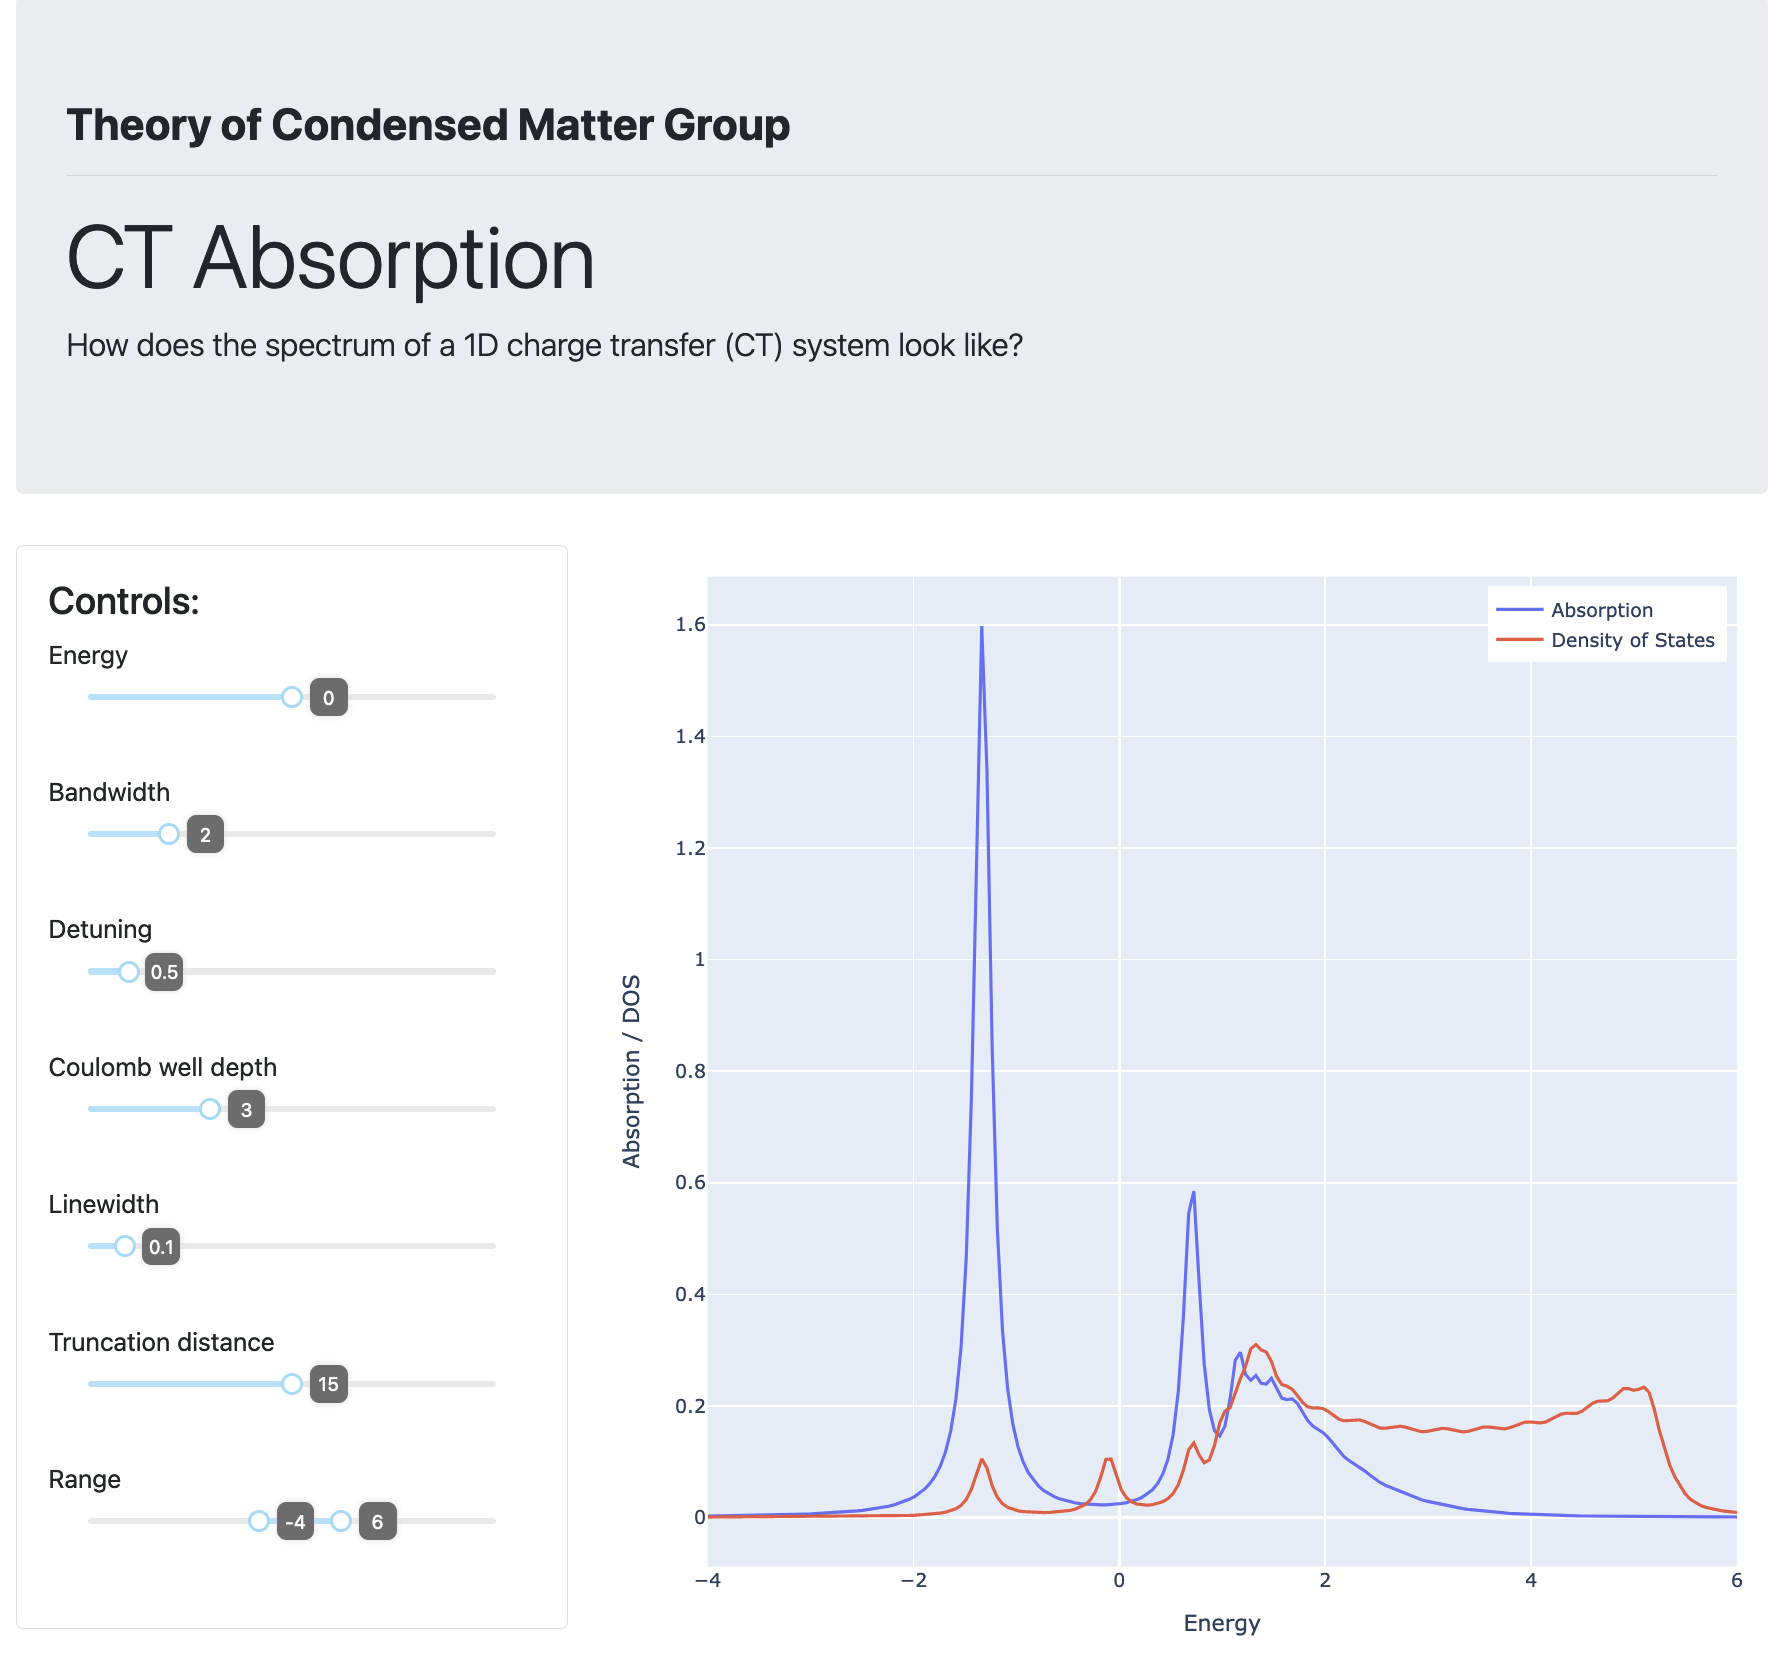 Theory of Condensed Matter Group
CT Absorption
How does the spectrum of a 1D charge transfer (CT) system look like?
Controls:
Energy
0
Bandwidth
2
Detuning
0.5
Coulomb well depth
3
Linewidth
0.1
Truncation distance
15
Range
-4 6
Absorption
Density of States
Absorption / DOS
1.6
1.4
1.2
1
0.8
0.6
0.4
0.2
0
−4 −2 0 2 4 6
Energy